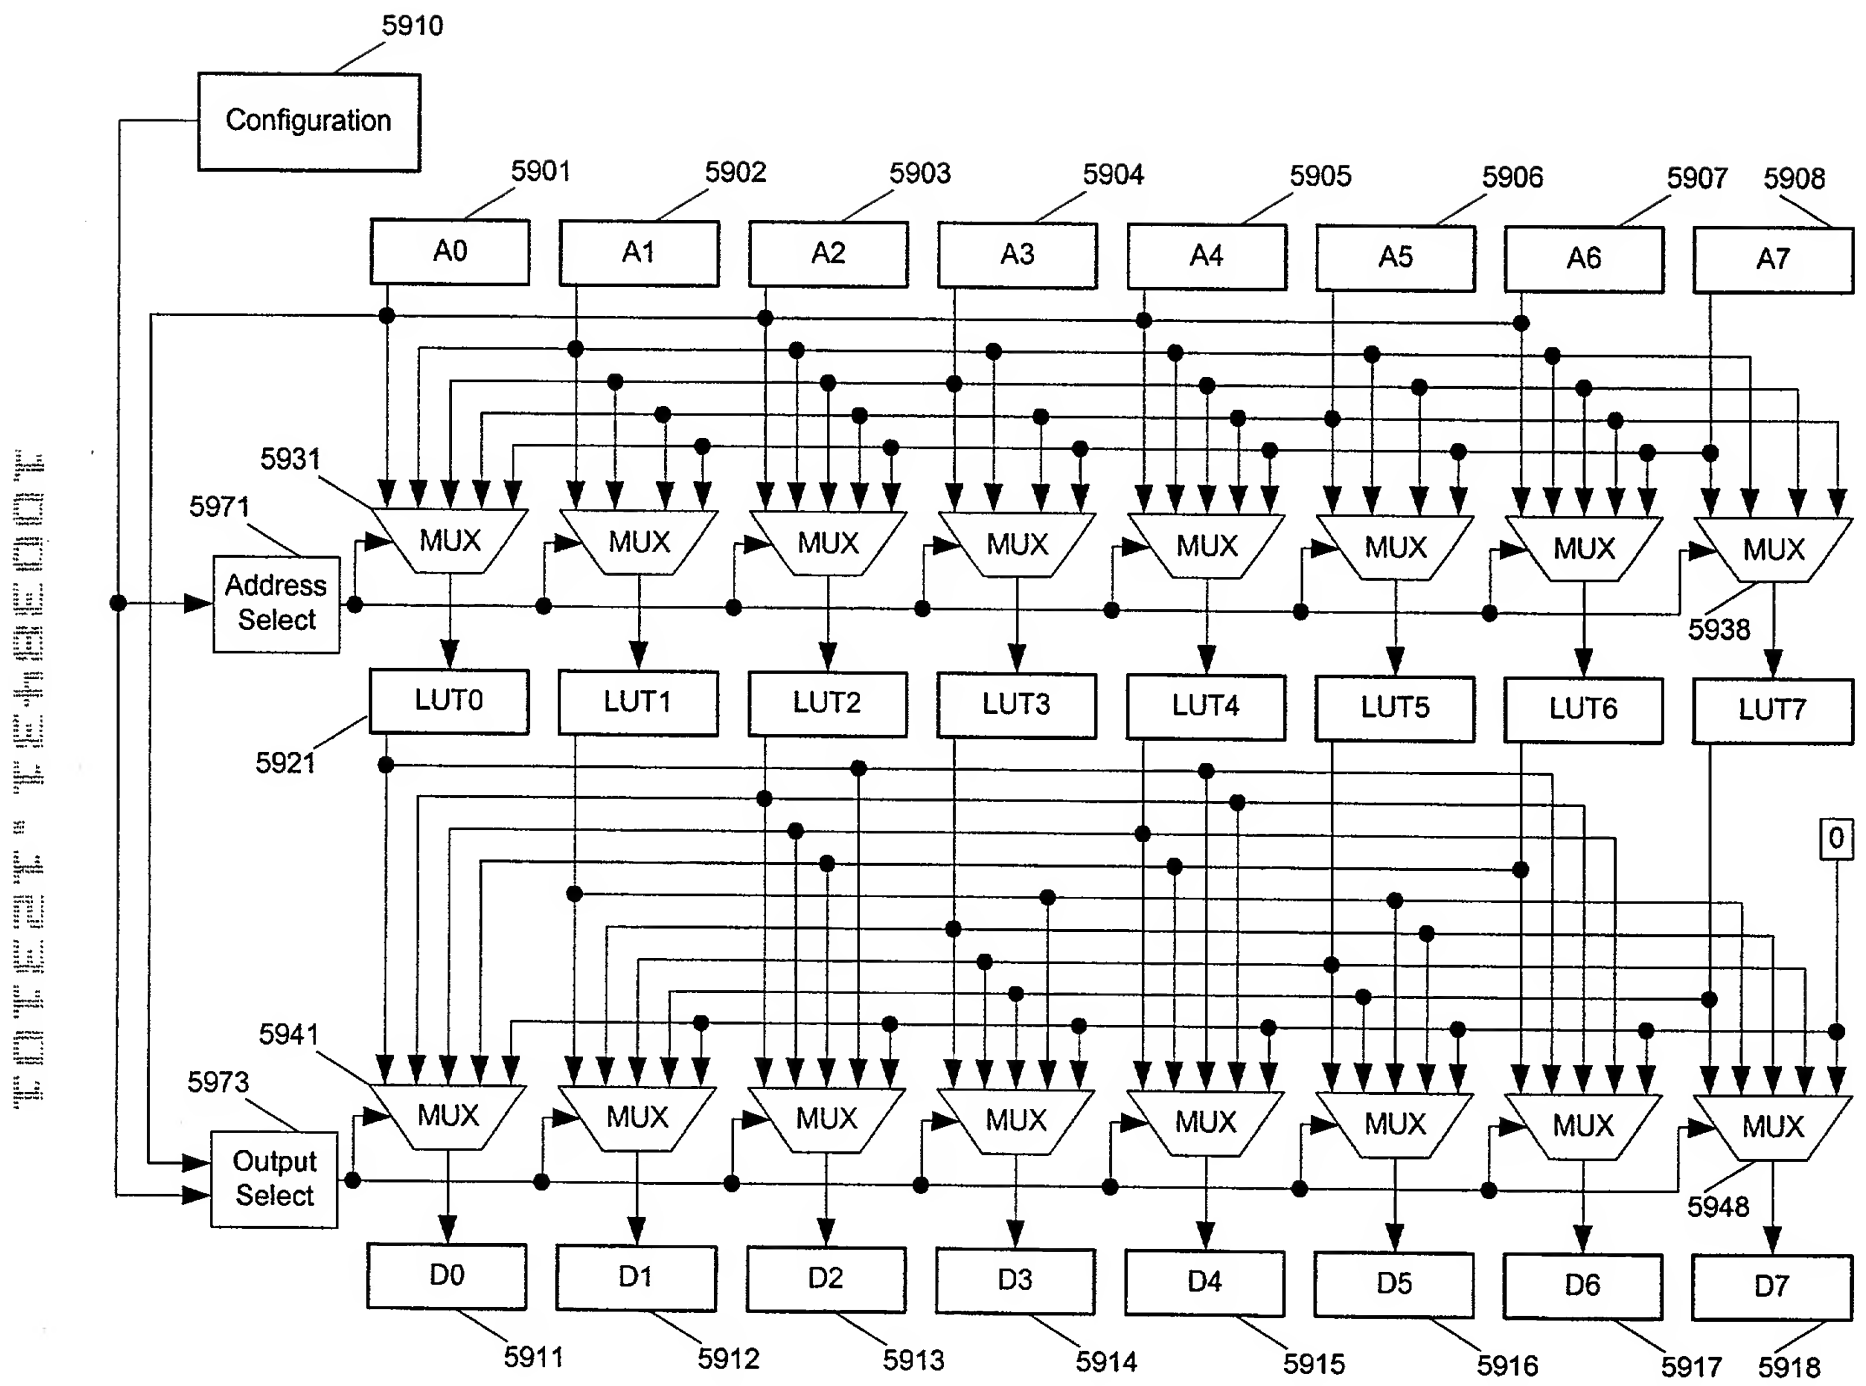 5910
Configuration
5901 5902 5903 5904 5905 5906 5907 5908
A0 A1 A2 A3 A4 A5 A6 A7
5931
5971
MUX MUX MUX MUX MUX MUX MUX MUX
Address
Select
5938
LUT0 LUT1 LUT2 LUT3 LUT4 LUT5 LUT6 LUT7
5921
0
5941
5973
MUX MUX MUX MUX MUX MUX MUX MUX
Output
Select
5948
D0 D1 D2 D3 D4 D5 D6 D7
5911 5912 5913 5914 5915 5916 5917 5918